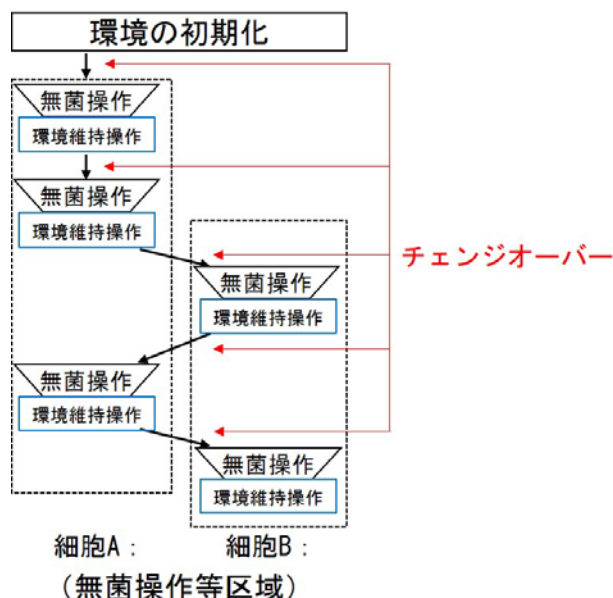 環境の初期化
無菌操作
環境維持操作
無菌操作
環境維持操作
チェンジオーバー
無菌操作
環境維持操作
無菌操作
環境維持操作
無菌操作
環境維持操作
細胞A： 細胞B：
（無菌操作等区域）